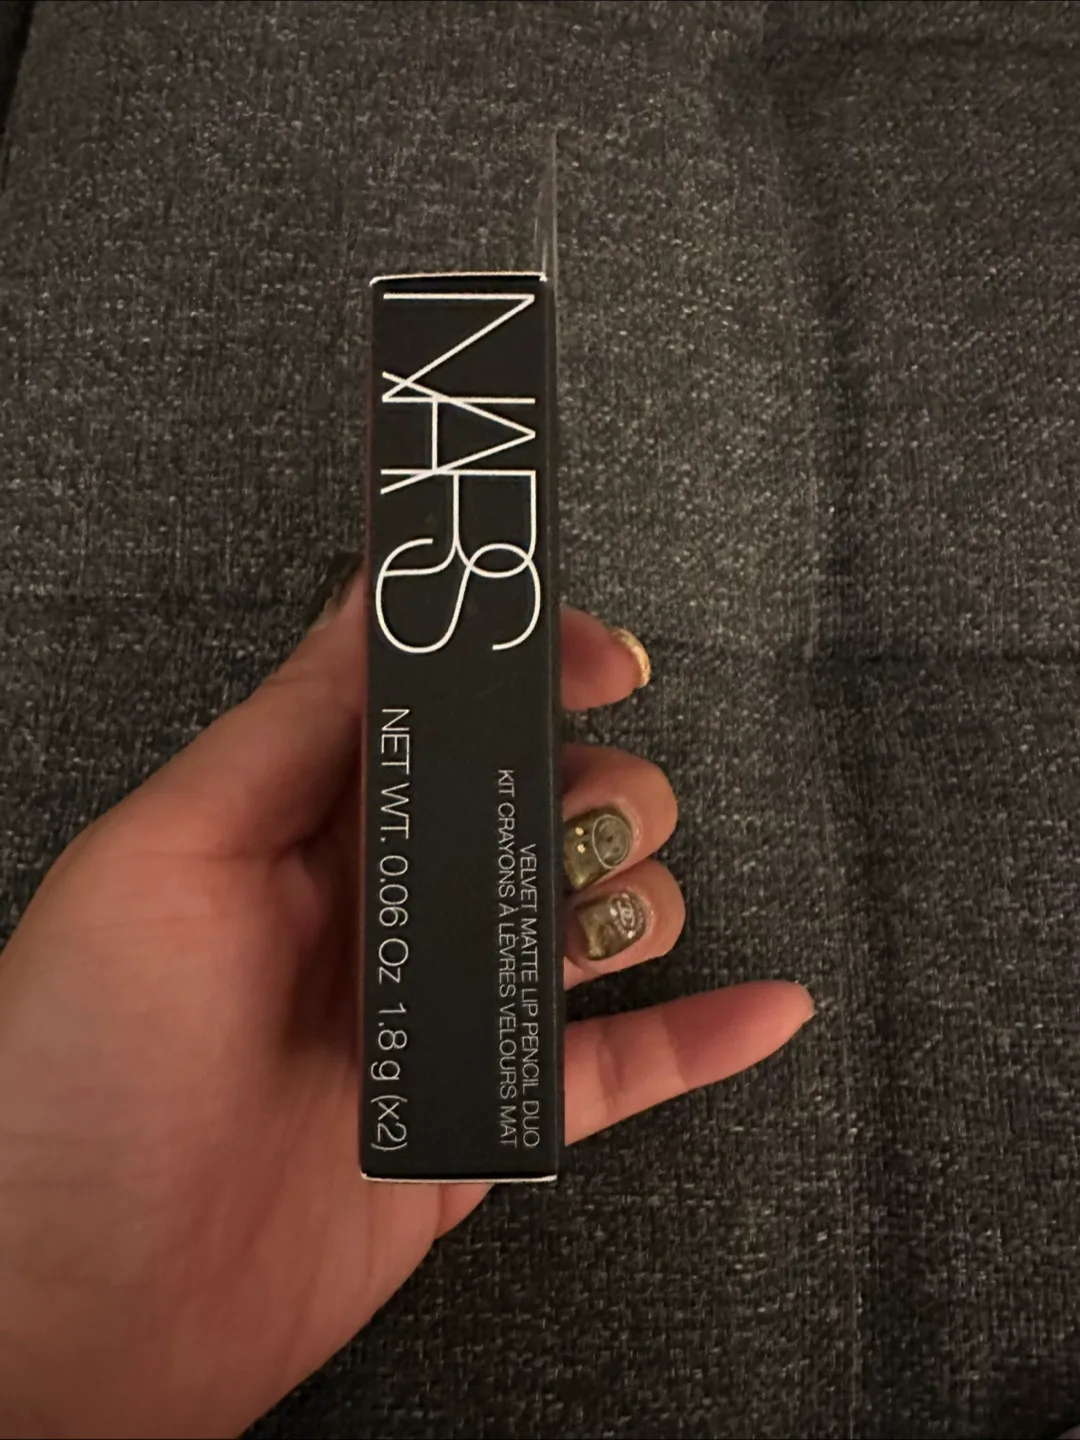 NARS
VELVET MATTE LIP PENCIL DUO
KIT CRAYONS À LÈVRES VELOURS MAT
NET WT. 0.06 Oz 1.8 g (x2)